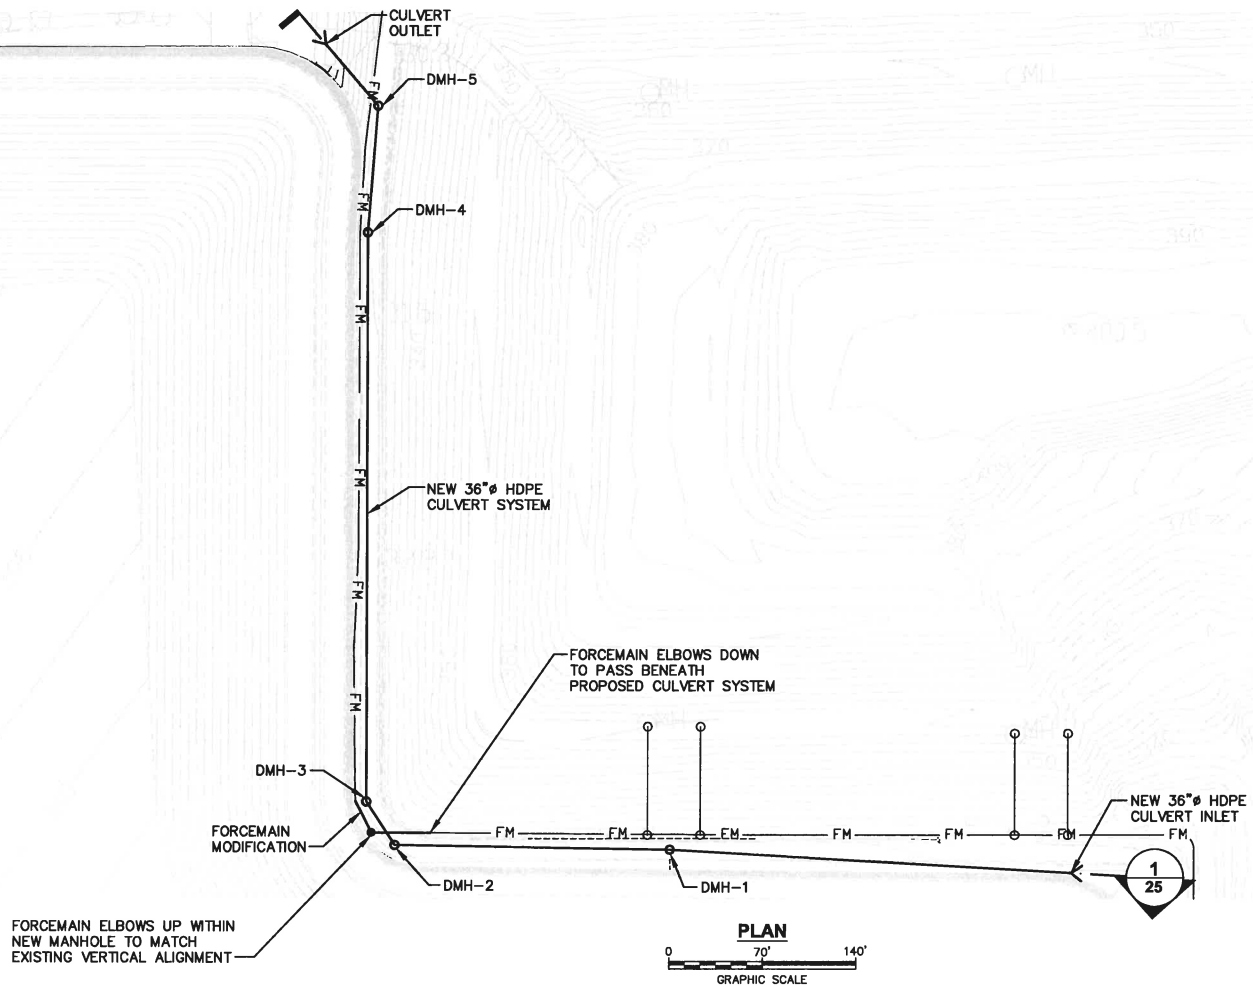 CULVERT
OUTLET
FM
DMH-5
FM
DMH-4
FM
FM
NEW 36"ø HDPE
CULVERT SYSTEM
FM
FORCEMAIN ELBOWS DOWN
TO PASS BENEATH
PROPOSED CULVERT SYSTEM
FM
DMH-3
NEW 36"ø HDPE
CULVERT INLET
FORCEMAIN
MODIFICATION
FM
FM
FM
FM
FM
FM
FM
1
25
DMH-2
DMH-1
FORCEMAIN ELBOWS UP WITHIN
NEW MANHOLE TO MATCH
EXISTING VERTICAL ALIGNMENT
PLAN
0 70' 140'
GRAPHIC SCALE